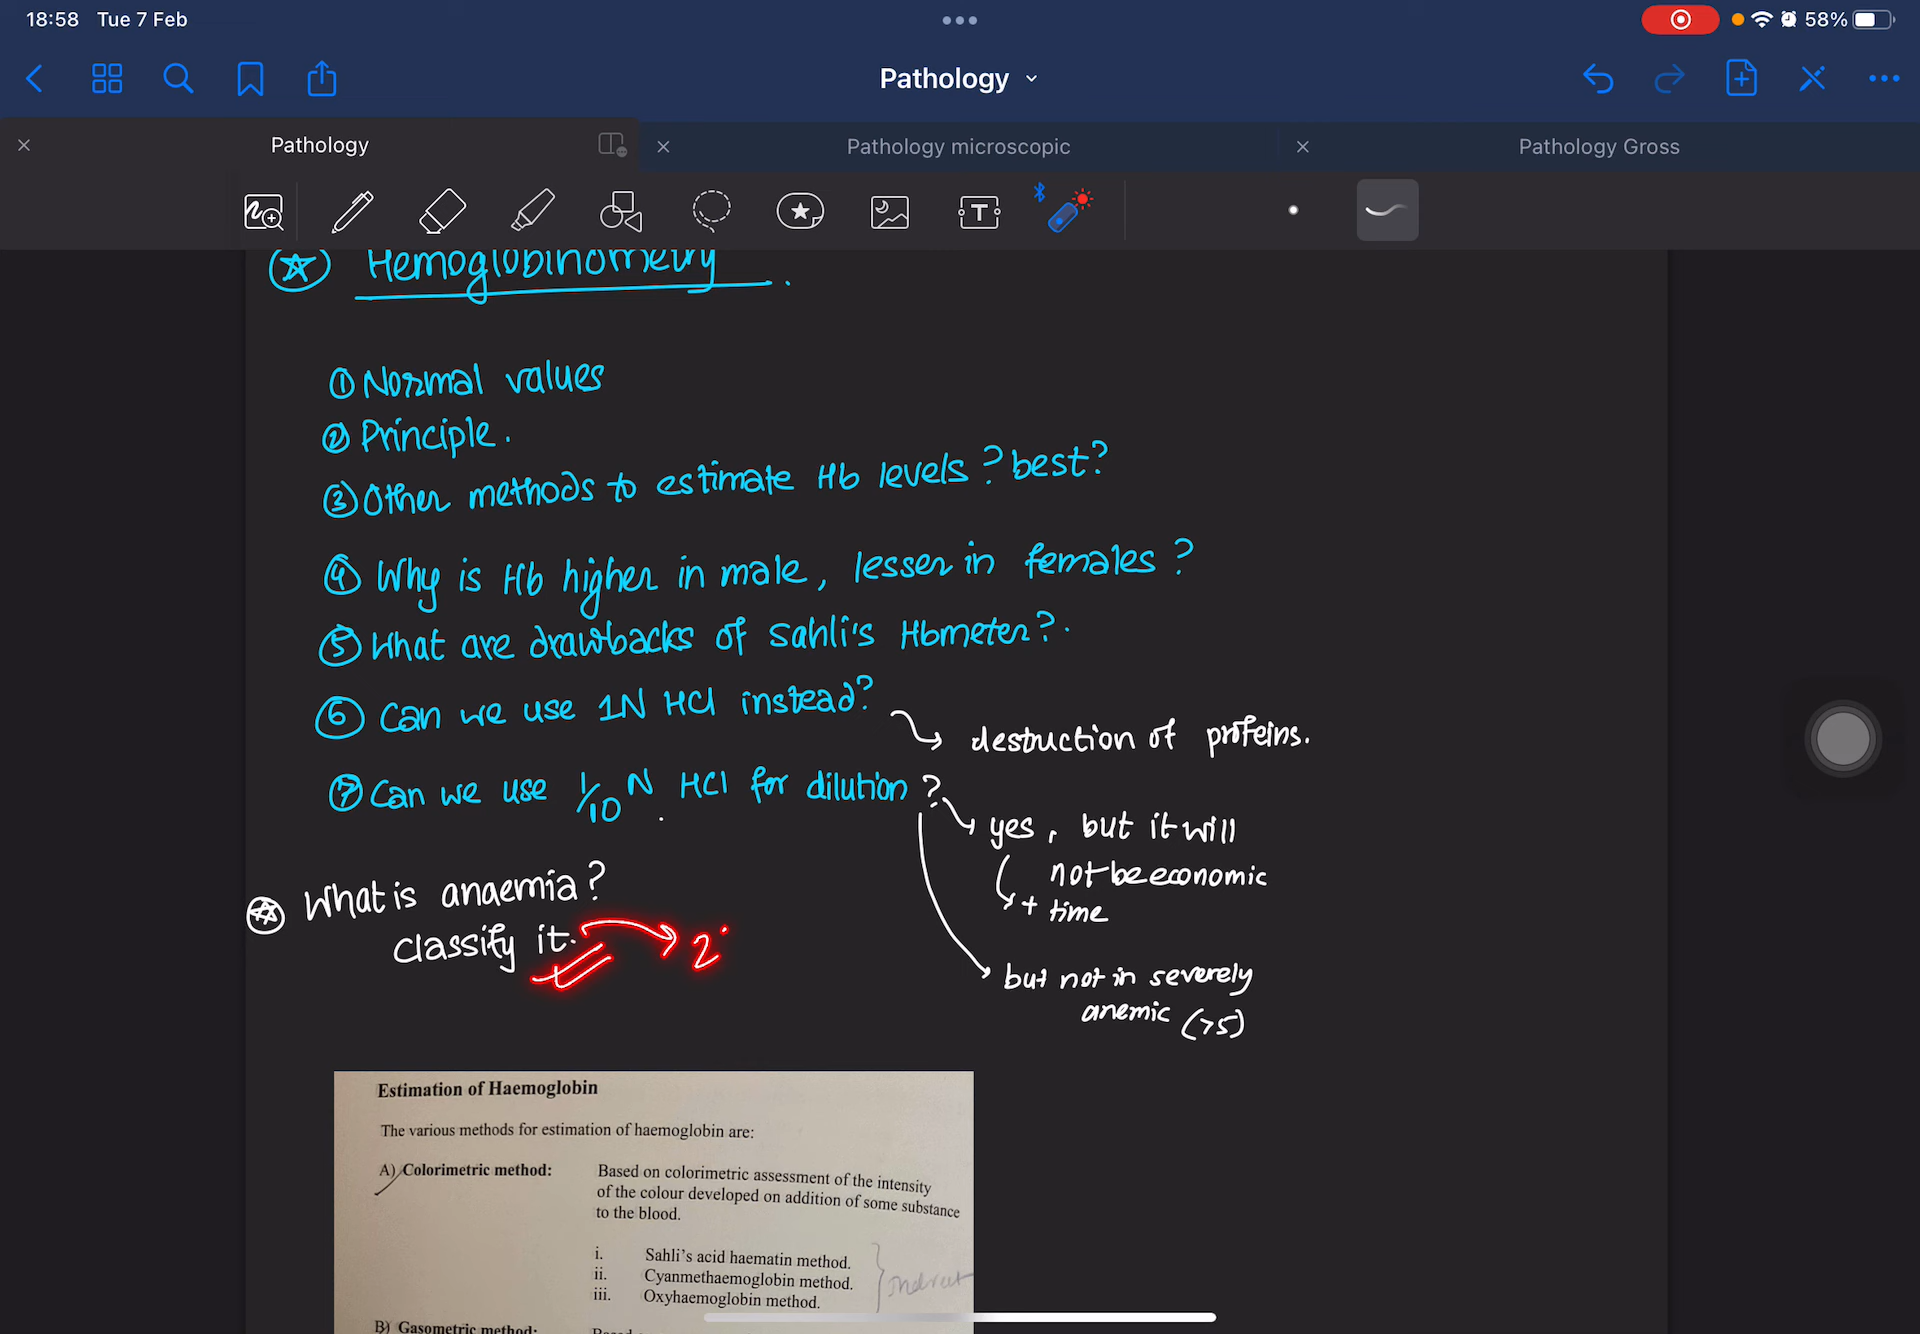 18:58 Tue 7 Feb
58%
Pathology
Pathology
Pathology microscopic
Pathology Gross
Hemoglobinometry.
① Normal values
② Principle.
③ Other methods to estimate Hb levels? best?
④ Why is Hb higher in male, lesser in females?
⑤ What are drawbacks of Sahli's Hbmeter?.
⑥ Can we use 1N HCl instead?
destruction of proteins.
⑦ Can we use 1/10 N HCl for dilution?
yes, but it will
not be economic
+ time
but not in severely
anemic (>5)
What is anaemia?
classify it.
2
Estimation of Haemoglobin
The various methods for estimation of haemoglobin are:
A) Colorimetric method: Based on colorimetric assessment of the intensity
of the colour developed on addition of some substance
to the blood.
i. Sahli's acid haematin method.
ii. Cyanmethaemoglobin method.
iii. Oxyhaemoglobin method.
indirect
B) Gasometric method: Based